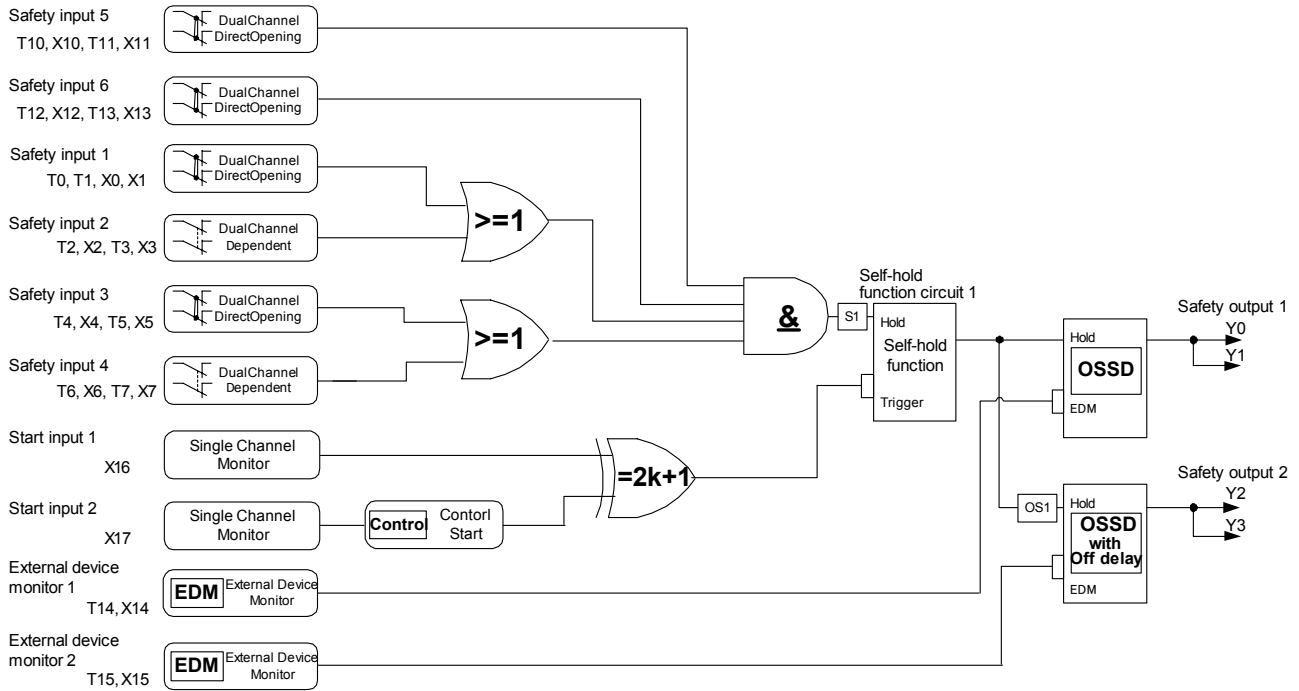 Safety input 5
T10, X10, T11, X11
DualChannel
DirectOpening
Safety input 6
T12, X12, T13, X13
DualChannel
DirectOpening
Safety input 1
T0, T1, X0, X1
DualChannel
DirectOpening
Safety input 2
T2, X2, T3, X3
DualChannel
Dependent
Safety input 3
T4, X4, T5, X5
DualChannel
DirectOpening
Safety input 4
T6, X6, T7, X7
DualChannel
Dependent
Start input 1
X16
Single Channel
Monitor
Start input 2
X17
Single Channel
Monitor
Control
Contorl
Start
External device
monitor 1
T14, X14
EDM
External Device
Monitor
External device
monitor 2
T15, X15
EDM
External Device
Monitor
>=1
>=1
=2k+1
&
S1
Self-hold
function circuit 1
Hold
Self-hold
function
Trigger
Hold
OSSD
EDM
Safety output 1
Y0
Y1
OS1
Hold
OSSD
with
Off delay
EDM
Safety output 2
Y2
Y3